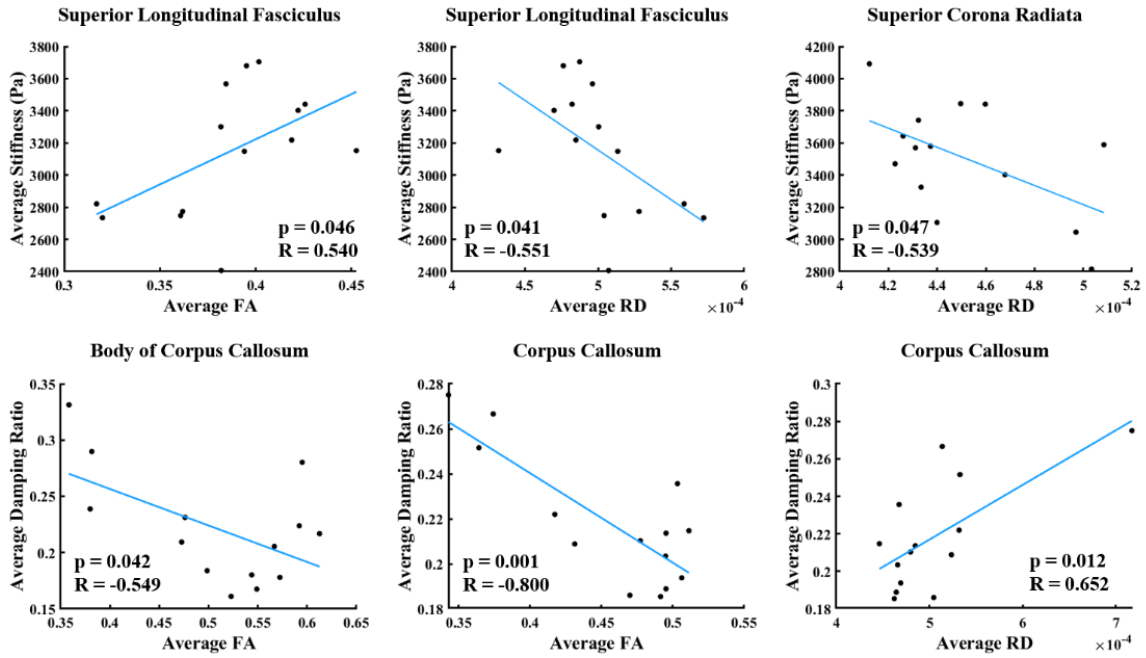 Superior Longitudinal Fasciculus
3800
3600
3400
3200
3000
2800
2600
2400
Average Stiffness (Pa)
p = 0.046
R = 0.540
0.3
0.35
0.4
0.45
Average FA
Superior Longitudinal Fasciculus
3800
3600
3400
3200
3000
2800
2600
2400
Average Stiffness (Pa)
p = 0.041
R = -0.551
4
4.5
5
5.5
6
Average RD
×10⁻⁴
Superior Corona Radiata
4200
4000
3800
3600
3400
3200
3000
2800
Average Stiffness (Pa)
p = 0.047
R = -0.539
4
4.2
4.4
4.6
4.8
5
5.2
Average RD
×10⁻⁴
Body of Corpus Callosum
0.35
0.3
0.25
0.2
0.15
Average Damping Ratio
p = 0.042
R = -0.549
0.35
0.4
0.45
0.5
0.55
0.6
0.65
Average FA
Corpus Callosum
0.28
0.26
0.24
0.22
0.2
0.18
Average Damping Ratio
p = 0.001
R = -0.800
0.35
0.4
0.45
0.5
0.55
Average FA
Corpus Callosum
0.3
0.28
0.26
0.24
0.22
0.2
0.18
Average Damping Ratio
p = 0.012
R = 0.652
4
5
6
7
Average RD
×10⁻⁴